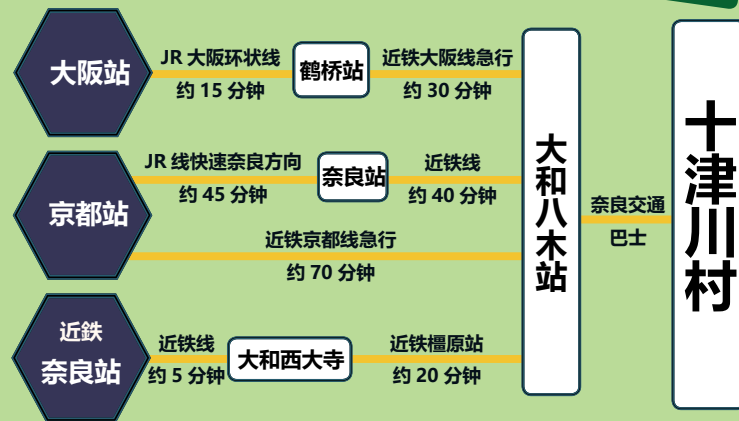 大阪站
JR 大阪环状线
约 15 分钟
鹤桥站
近铁大阪线急行
约 30 分钟
京都站
JR 线快速奈良方向
约 45 分钟
奈良站
近铁线
约 40 分钟
近铁京都线急行
约 70 分钟
近鉄
奈良站
近铁线
约 5 分钟
大和西大寺
近铁橿原站
约 20 分钟
大和八木站
奈良交通
巴士
十津川村